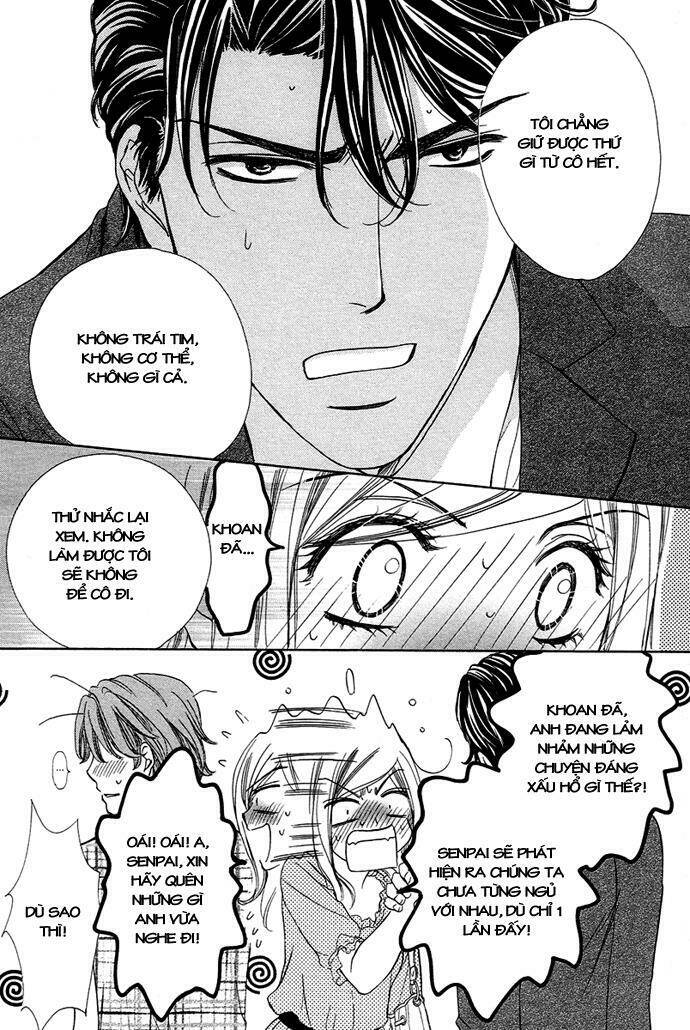 TÔI CHẲNG
GIỮ ĐƯỢC THỨ
GÌ TỪ CÔ HẾT.
KHÔNG TRÁI TIM,
KHÔNG CƠ THỂ,
KHÔNG GÌ CẢ.
THỬ NHẮC LẠI
XEM. KHÔNG
LÀM ĐƯỢC TÔI
SẼ KHÔNG
ĐỂ CÔ ĐI.
KHOAN
ĐÃ...
KHOAN ĐÃ,
ANH ĐANG LẢM
NHẢM NHỮNG
CHUYỆN ĐÁNG
XẤU HỔ GÌ THẾ?!
SENPAI SẼ PHÁT
HIỆN RA CHÚNG TA
CHƯA TỪNG NGỦ
VỚI NHAU, DÙ CHỈ 1
LẦN ĐẤY!
OÁI! OÁI! A,
SENPAI, XIN
HÃY QUÊN
NHỮNG GÌ
ANH VỪA
NGHE ĐI!
...
DÙ SAO
THÌ!